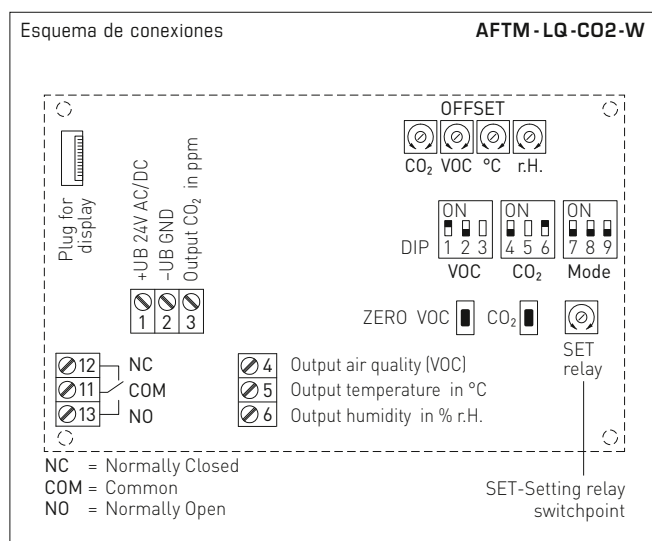 Esquema de conexiones
AFTM-LQ-CO2-W
OFFSET
CO₂ VOC °C r.H.
Plug for
display
+UB 24V AC/DC
-UB GND
Output CO₂ in ppm
1 2 3
ON ON ON
DIP 1 2 3 4 5 6 7 8 9
VOC CO₂ Mode
ZERO VOC CO₂
SET
relay
12 NC
11 COM
13 NO
4 Output air quality (VOC)
5 Output temperature in °C
6 Output humidity in % r.H.
NC = Normally Closed
COM = Common
NO = Normally Open
SET-Setting relay
switchpoint